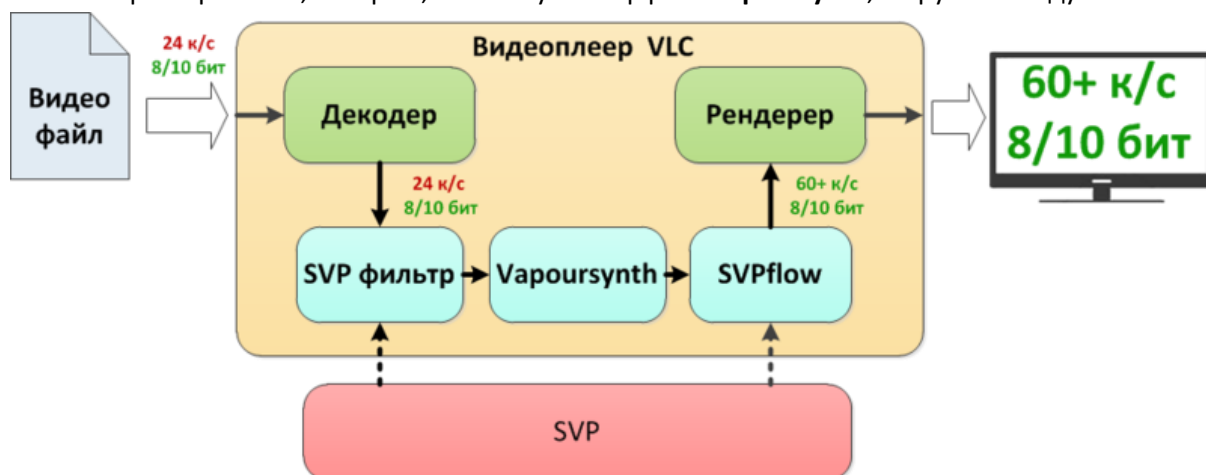 Видеоплеер VLC
24 к/с
8/10 бит
Видео
файл
Декодер
Рендерер
60+ к/с
8/10 бит
24 к/с
8/10 бит
60+ к/с
8/10 бит
SVP фильтр
Vapoursynth
SVPflow
SVP